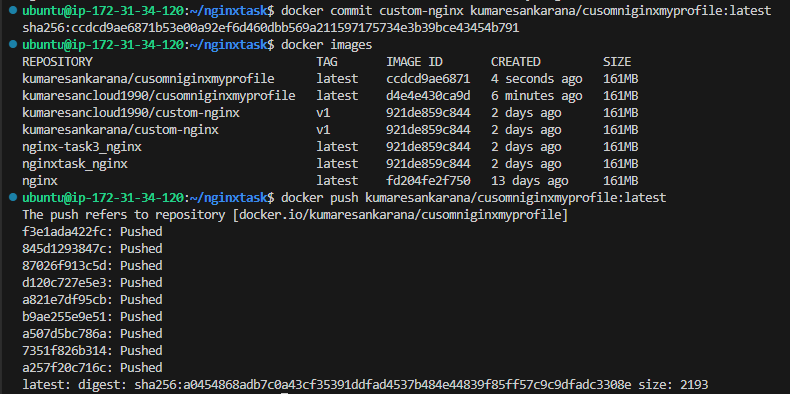 ubuntu@ip-172-31-34-120:~/nginxtask$ docker commit custom-nginx kumaresankarana/cusomniginxmyprofile:latest
sha256:ccdcd9ae6871b53e00a92ef6d460dbb569a211597175734e3b39bce43454b791
ubuntu@ip-172-31-34-120:~/nginxtask$ docker images
REPOSITORY TAG IMAGE ID CREATED SIZE
kumaresankarana/cusomniginxmyprofile latest ccdcd9ae6871 4 seconds ago 161MB
kumaresancloud1990/cusomniginxmyprofile latest d4e4e430ca9d 6 minutes ago 161MB
kumaresancloud1990/custom-nginx v1 921de859c844 2 days ago 161MB
kumaresankarana/custom-nginx v1 921de859c844 2 days ago 161MB
nginx-task3_nginx latest 921de859c844 2 days ago 161MB
nginxtask_nginx latest 921de859c844 2 days ago 161MB
nginx latest fd204fe2f750 13 days ago 161MB
ubuntu@ip-172-31-34-120:~/nginxtask$ docker push kumaresankarana/cusomniginxmyprofile:latest
The push refers to repository [docker.io/kumaresankarana/cusomniginxmyprofile]
f3e1ada422fc: Pushed
845d1293847c: Pushed
87026f913c5d: Pushed
d120c727e5e3: Pushed
a821e7df95cb: Pushed
b9ae255e9e51: Pushed
a507d5bc786a: Pushed
7351f826b314: Pushed
a257f20c716c: Pushed
latest: digest: sha256:a0454868adb7c0a43cf35391ddfad4537b484e44839f85ff57c9c9dfadc3308e size: 2193